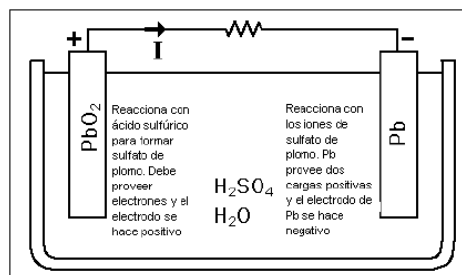 +
I
−
PbO₂
Reacciona con
ácido sulfúrico
para formar
sulfato de
plomo. Debe
proveer
electrones y el
electrodo se
hace positivo
H₂SO₄
H₂O
Reacciona con
los iones de
sulfato de
plomo. Pb
provee dos
cargas positivas
y el electrodo de
Pb se hace
negativo
Pb